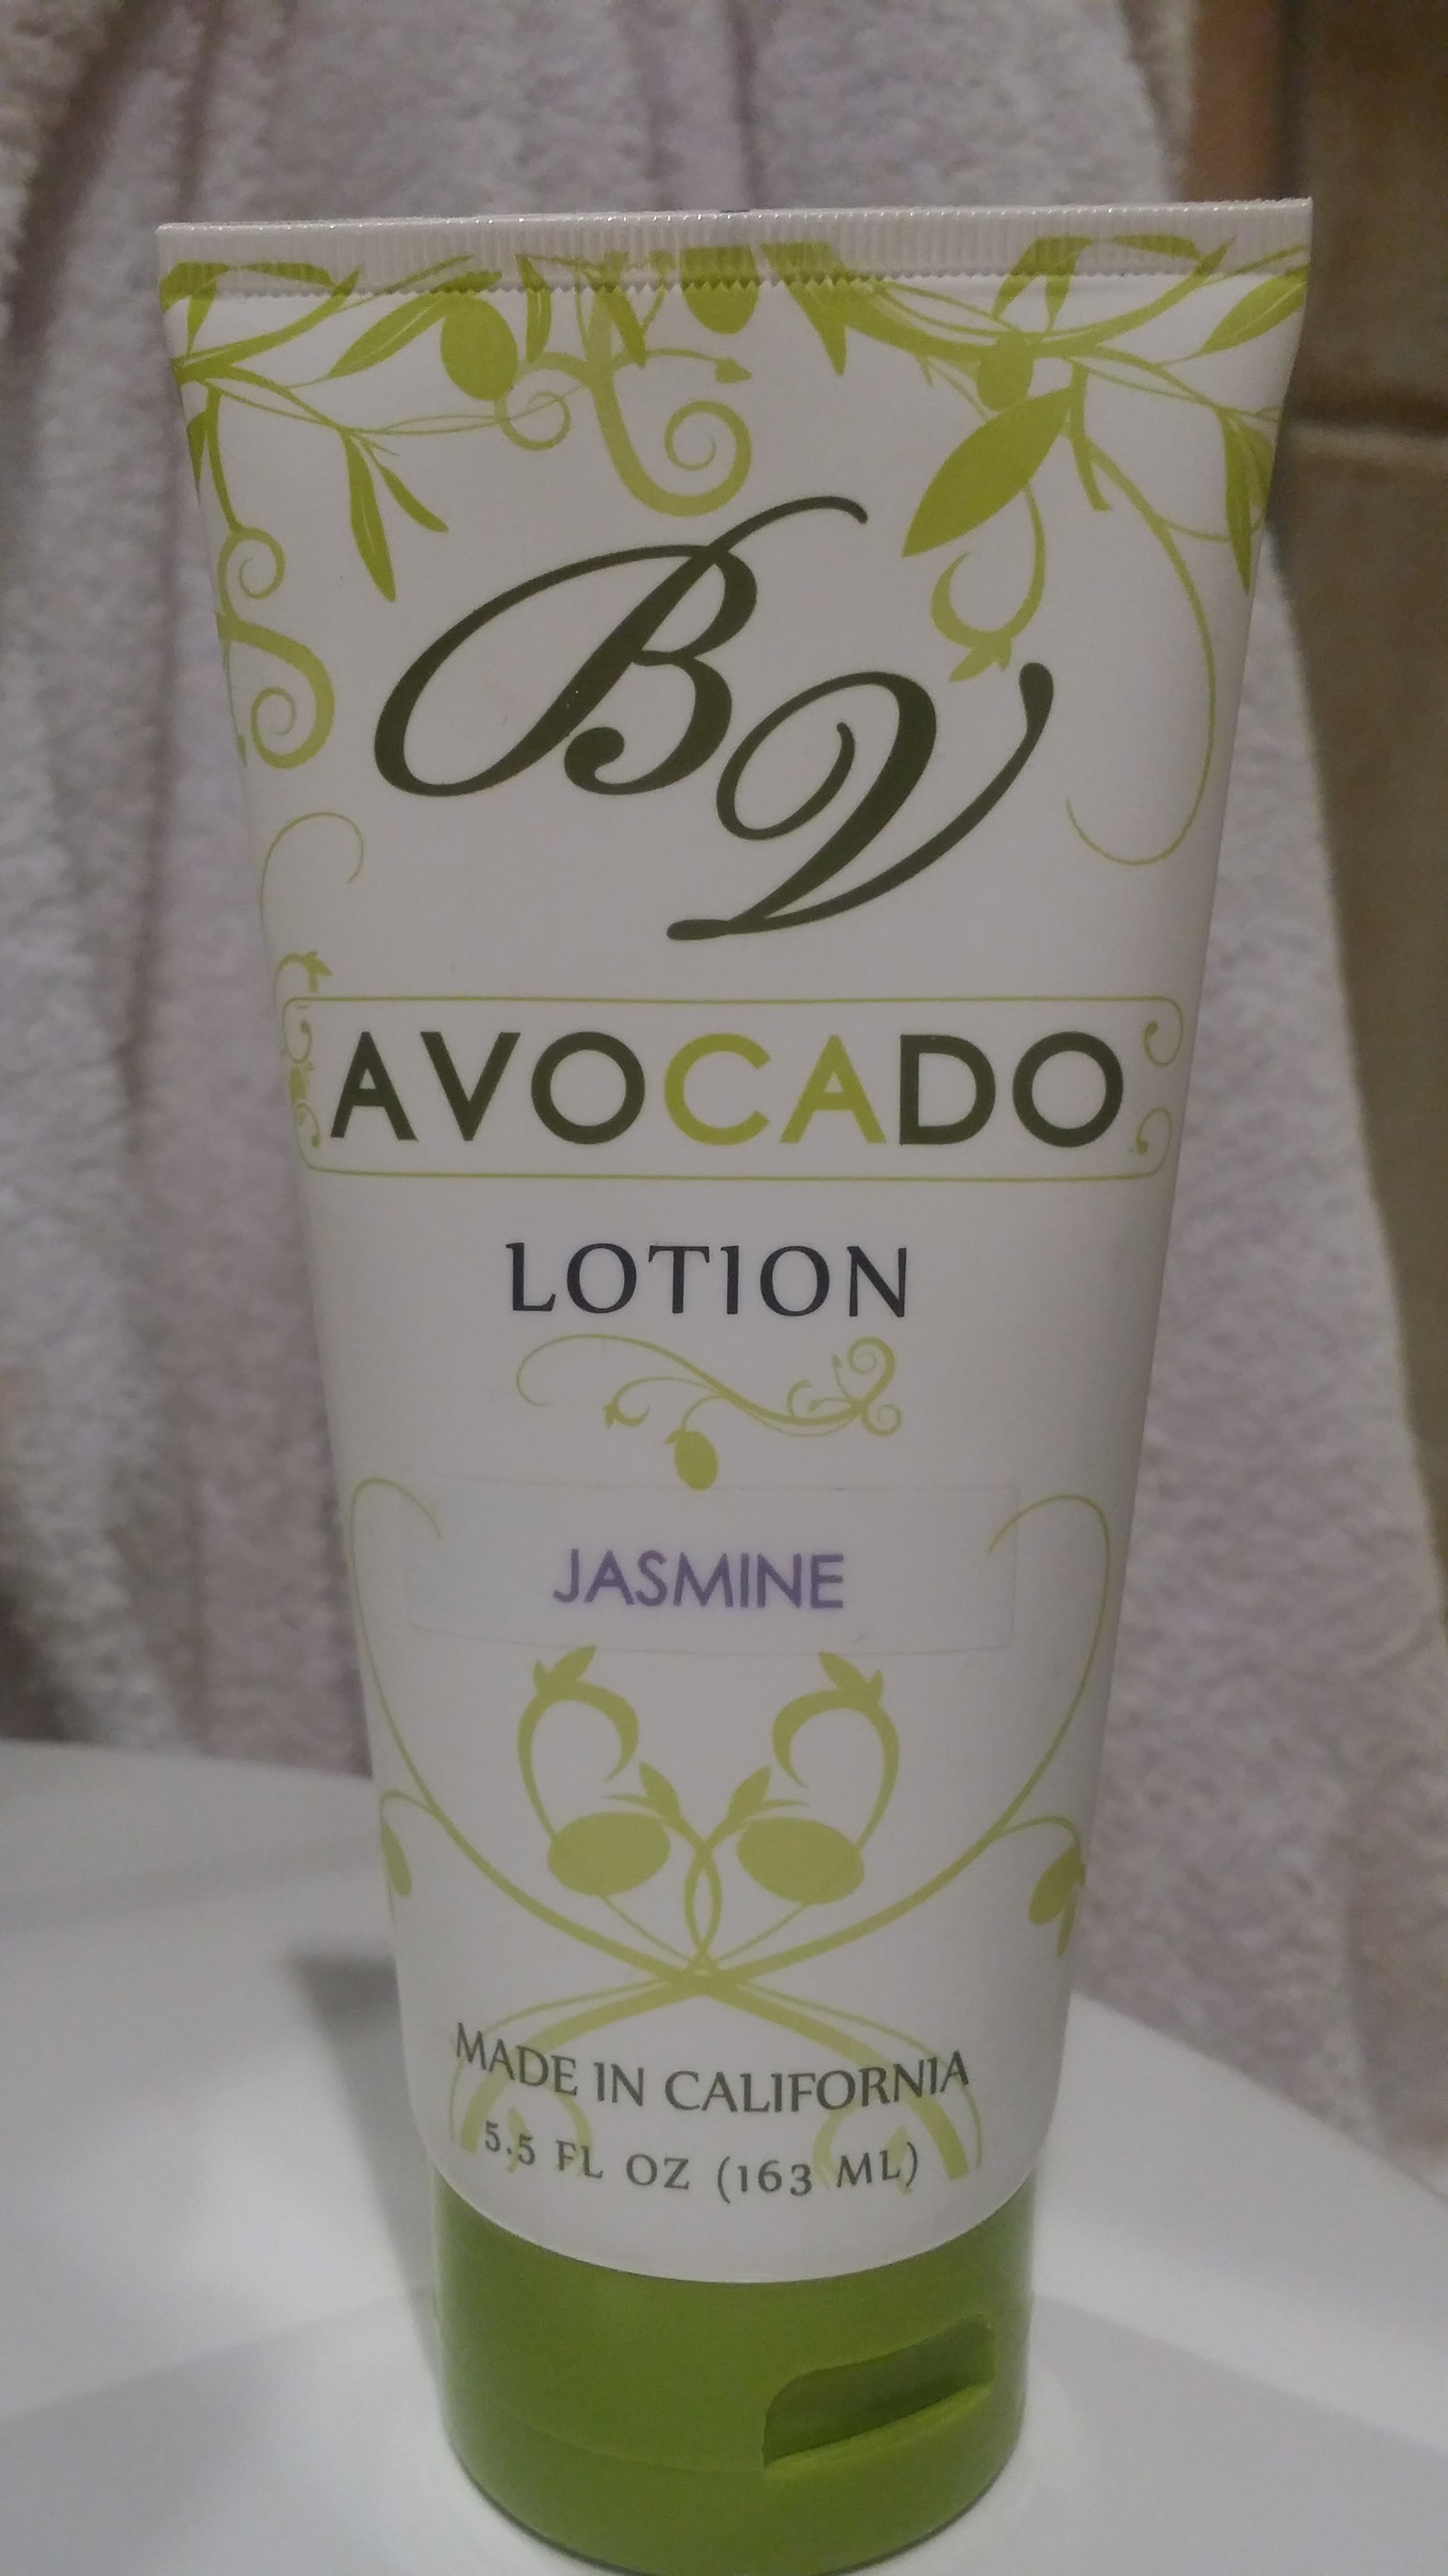 BV
AVOCADO
LOTION
JASMINE
MADE IN CALIFORNIA
5.5 FL OZ (163 ML)